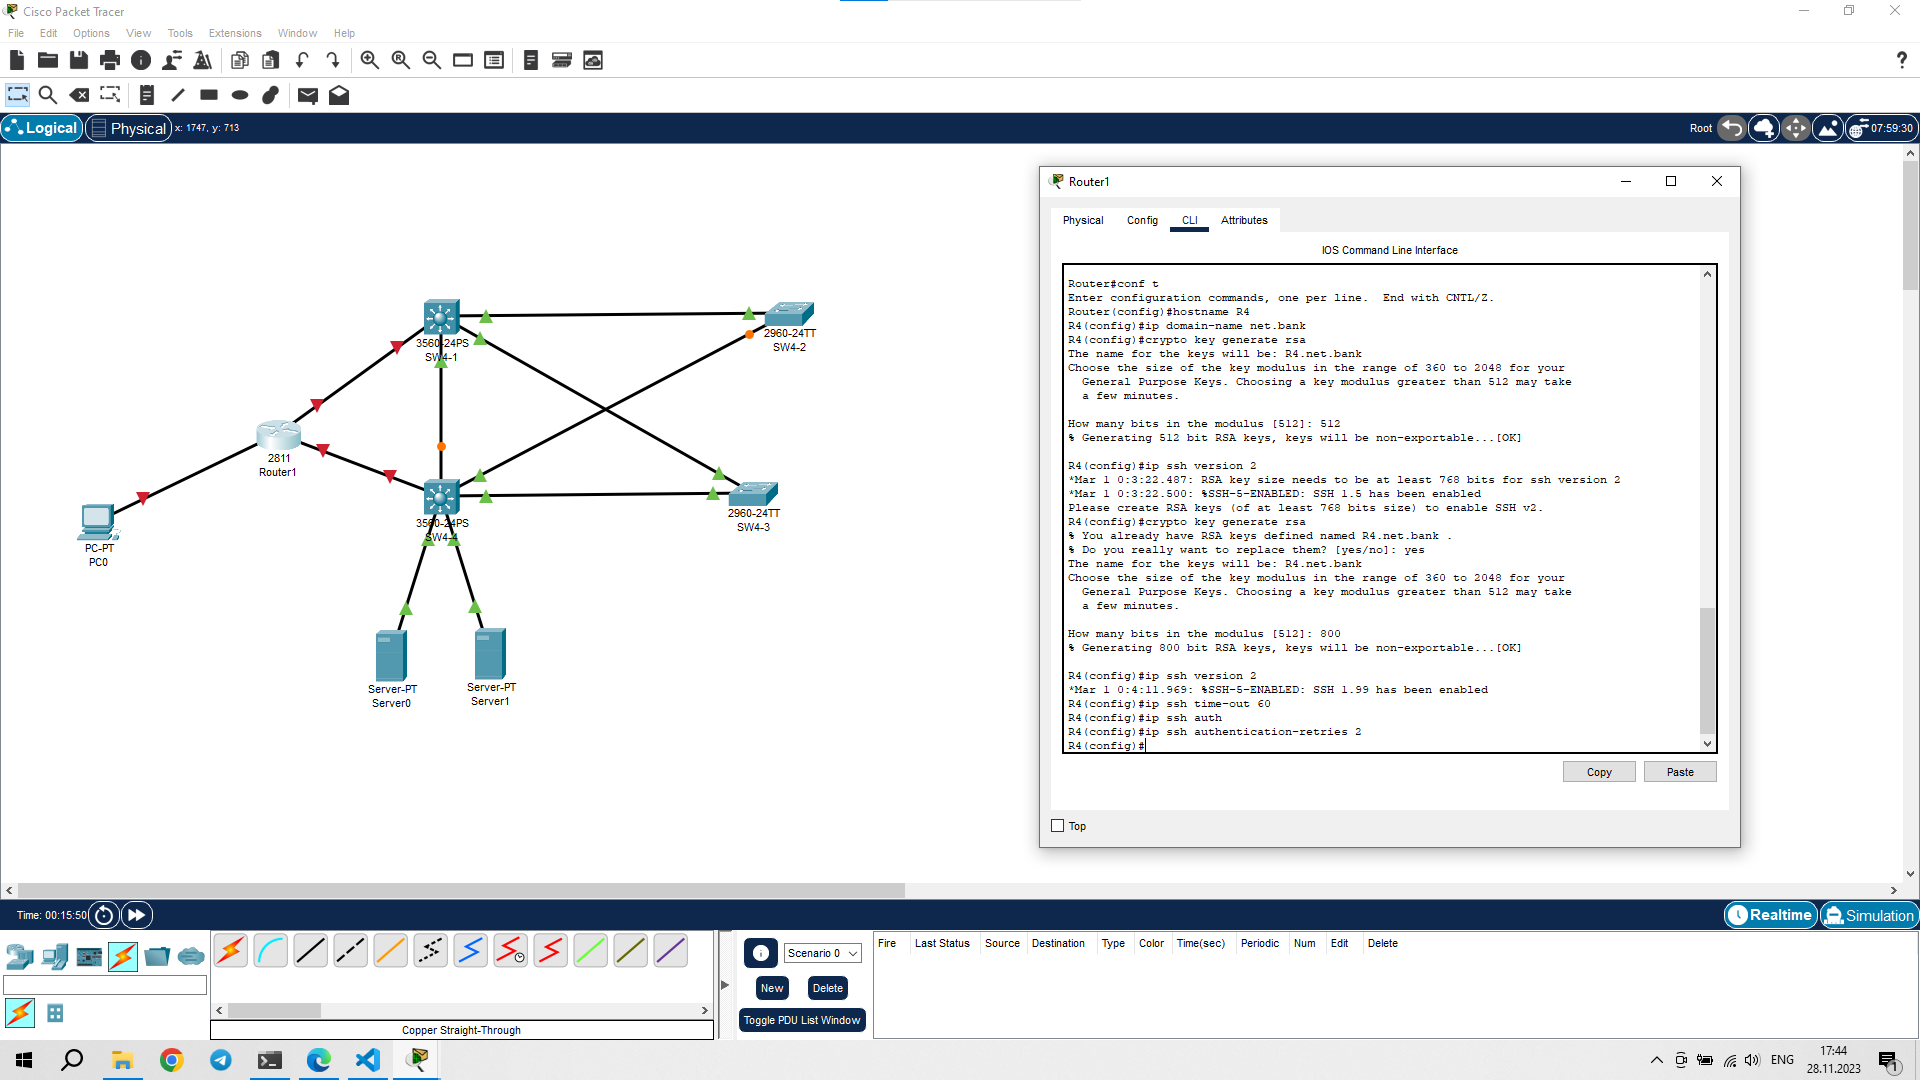 Cisco Packet Tracer
File Edit Options View Tools Extensions Window Help
Logical Physical x: 1747, y: 713 Root 07:59:30
3560-24PS
SW4-1
2960-24TT
SW4-2
2811
Router1
3560-24PS
SW4-4
2960-24TT
SW4-3
PC-PT
PC0
Server-PT
Server0
Server-PT
Server1
Router1
Physical Config CLI Attributes
IOS Command Line Interface
Router#conf t
Enter configuration commands, one per line.  End with CNTL/Z.
Router(config)#hostname R4
R4(config)#ip domain-name net.bank
R4(config)#crypto key generate rsa
The name for the keys will be: R4.net.bank
Choose the size of the key modulus in the range of 360 to 2048 for your
  General Purpose Keys. Choosing a key modulus greater than 512 may take
  a few minutes.
How many bits in the modulus [512]: 512
% Generating 512 bit RSA keys, keys will be non-exportable...[OK]
R4(config)#ip ssh version 2
*Mar 1 0:3:22.487: RSA key size needs to be at least 768 bits for ssh version 2
*Mar 1 0:3:22.500: %SSH-5-ENABLED: SSH 1.5 has been enabled
Please create RSA keys (of at least 768 bits size) to enable SSH v2.
R4(config)#crypto key generate rsa
% You already have RSA keys defined named R4.net.bank .
% Do you really want to replace them? [yes/no]: yes
The name for the keys will be: R4.net.bank
Choose the size of the key modulus in the range of 360 to 2048 for your
  General Purpose Keys. Choosing a key modulus greater than 512 may take
  a few minutes.
How many bits in the modulus [512]: 800
% Generating 800 bit RSA keys, keys will be non-exportable...[OK]
R4(config)#ip ssh version 2
*Mar 1 0:4:11.969: %SSH-5-ENABLED: SSH 1.99 has been enabled
R4(config)#ip ssh time-out 60
R4(config)#ip ssh auth
R4(config)#ip ssh authentication-retries 2
R4(config)#
Copy Paste
Top
Time: 00:15:50 Realtime Simulation
Scenario 0
New Delete
Toggle PDU List Window
Fire Last Status Source Destination Type Color Time(sec) Periodic Num Edit Delete
Copper Straight-Through
ENG 17:44
28.11.2023
1